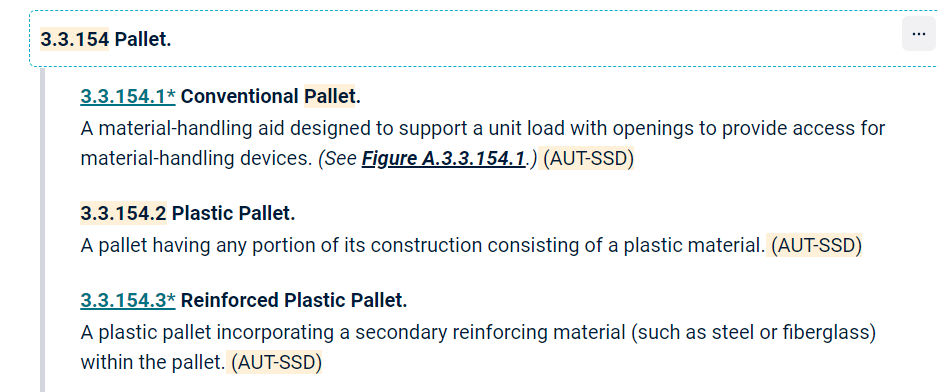 3.3.154 Pallet.
...
3.3.154.1* Conventional Pallet.
A material-handling aid designed to support a unit load with openings to provide access for
material-handling devices. (See Figure A.3.3.154.1.) (AUT-SSD)
3.3.154.2 Plastic Pallet.
A pallet having any portion of its construction consisting of a plastic material. (AUT-SSD)
3.3.154.3* Reinforced Plastic Pallet.
A plastic pallet incorporating a secondary reinforcing material (such as steel or fiberglass)
within the pallet. (AUT-SSD)